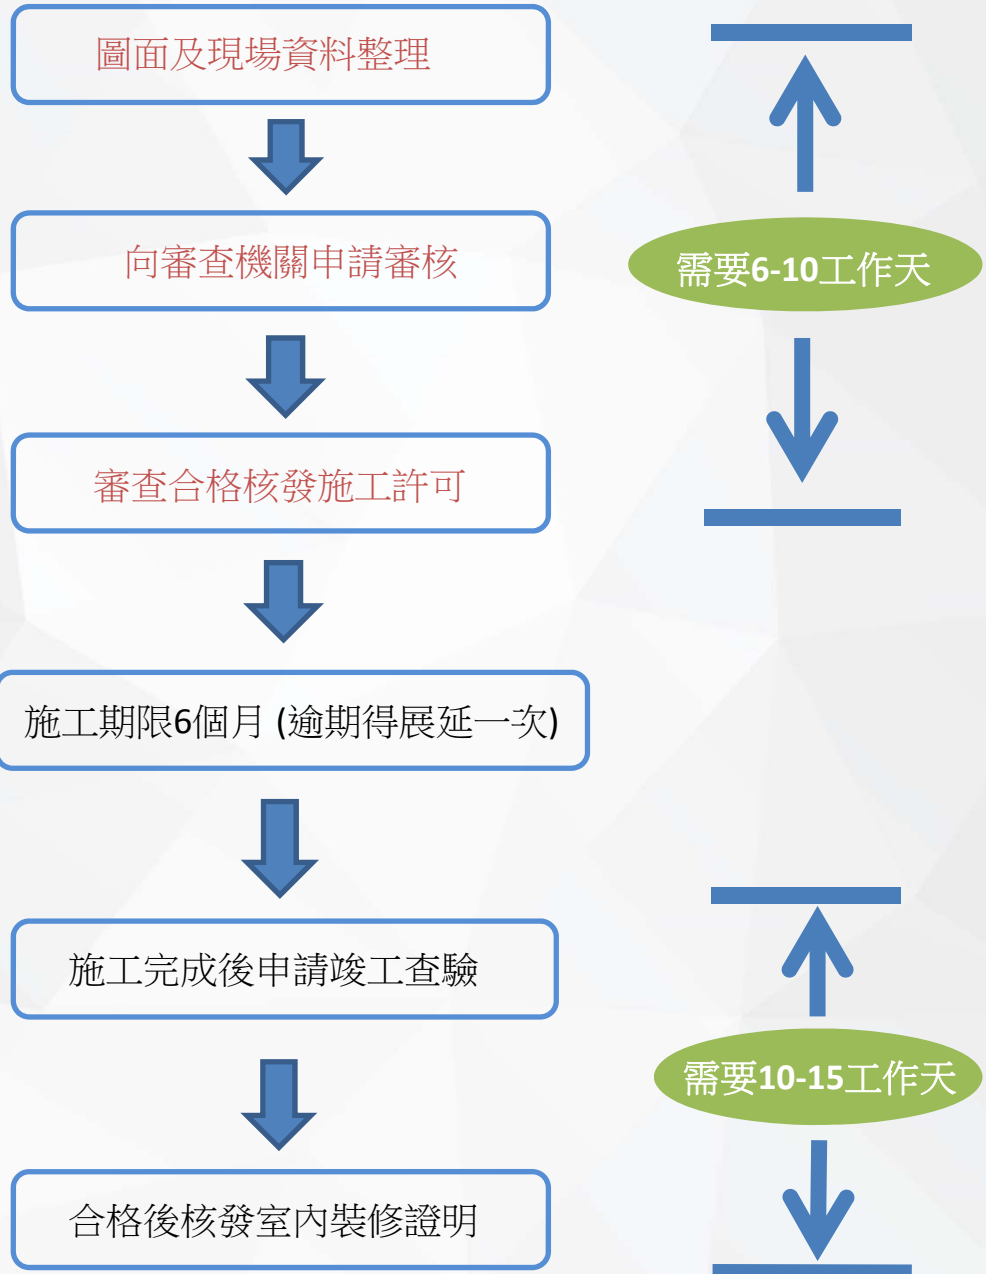 圖面及現場資料整理
向審查機關申請審核
需要6-10工作天
審查合格核發施工許可
施工期限6個月 (逾期得展延一次)
施工完成後申請竣工查驗
需要10-15工作天
合格後核發室內裝修證明